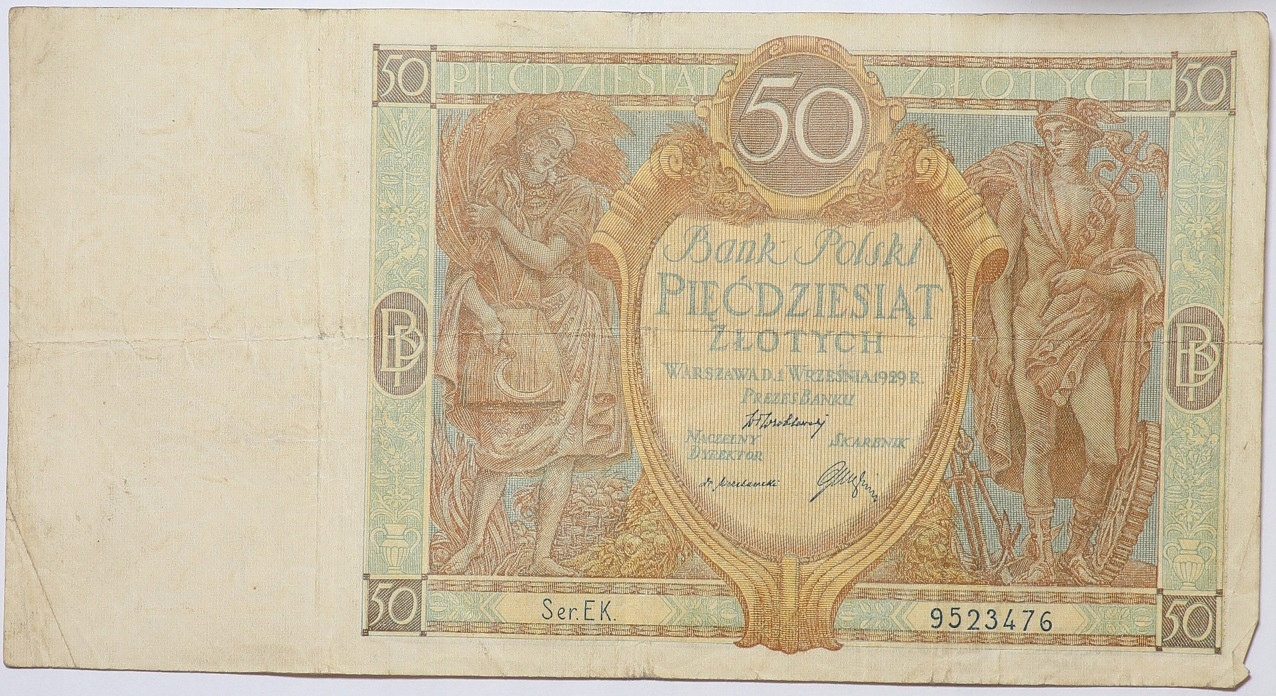 50 PIĘĆDZIESIĄT 50 ZŁOTYCH 50
Bank Polski
PIĘĆDZIESIĄT
ZŁOTYCH
WARSZAWA D. 1 WRZEŚNIA 1929 R.
PREZES BANKU
NACZELNY SKARBNIK
DYREKTOR
BP BP
50 Ser. EK. 9523476 50